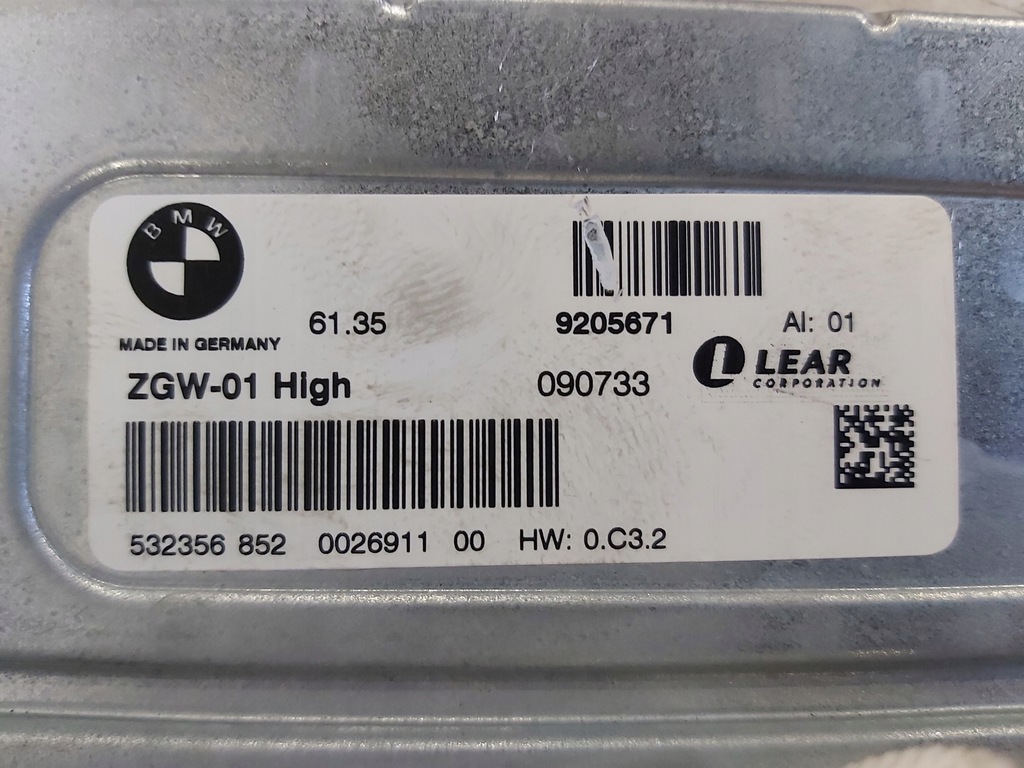 BMW
MADE IN GERMANY
61.35
9205671
AI: 01
ZGW-01 High
090733
LEAR
CORPORATION
532356 852 0026911 00 HW: 0.C3.2